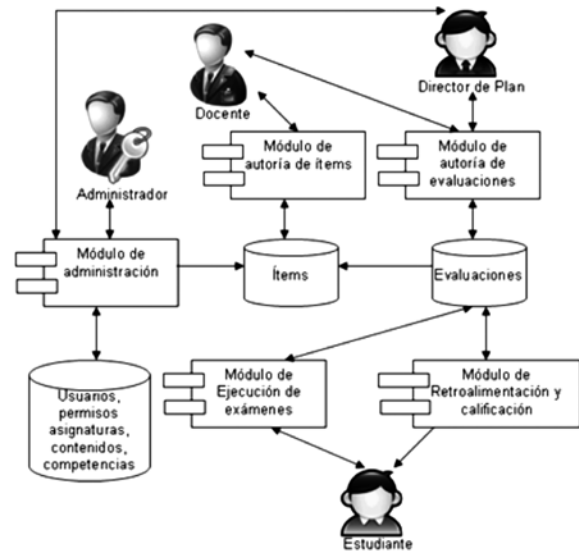 Docente
Director de Plan
Administrador
Módulo de
autoría de ítems
Módulo de
autoría de
evaluaciones
Módulo de
administración
Ítems
Evaluaciones
Usuarios,
permisos
asignaturas,
contenidos,
competencias
Módulo de
Ejecución de
exámenes
Módulo de
Retroalimentación y
calificación
Estudiante